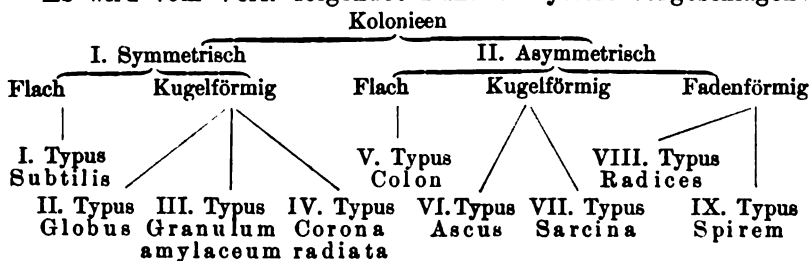 Kolonieen
I. Symmetrisch II. Asymmetrisch
Flach Kugelförmig Flach Kugelförmig Fadenförmig
I. Typus V. Typus VIII. Typus
Subtilis Colon Radices
II. Typus III. Typus IV. Typus VI. Typus VII. Typus IX. Typus
Globus Granulum Corona Ascus Sarcina Spirem
amylaceum radiata